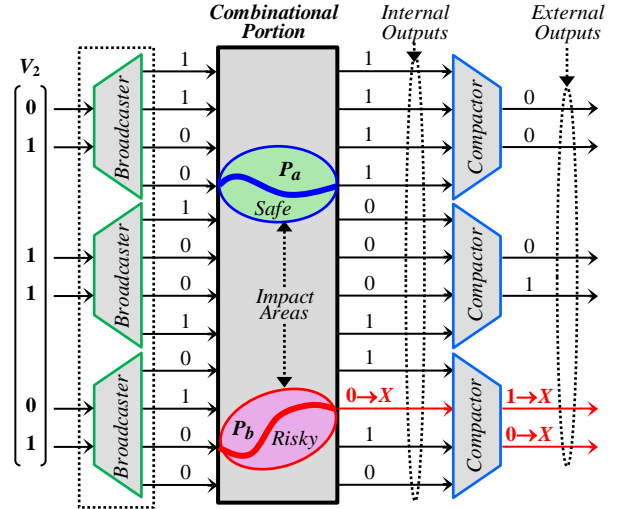 Combinational
Portion
Internal
Outputs
External
Outputs
V2
0
1
1
1
0
1
Broadcaster
Broadcaster
Broadcaster
1
1
0
0
1
0
0
1
0
1
0
0
Pa
Safe
Impact
Areas
Pb
Risky
1
1
1
1
0
0
0
1
1
0→X
1
0
Compactor
Compactor
Compactor
0
0
0
1
1→X
0→X